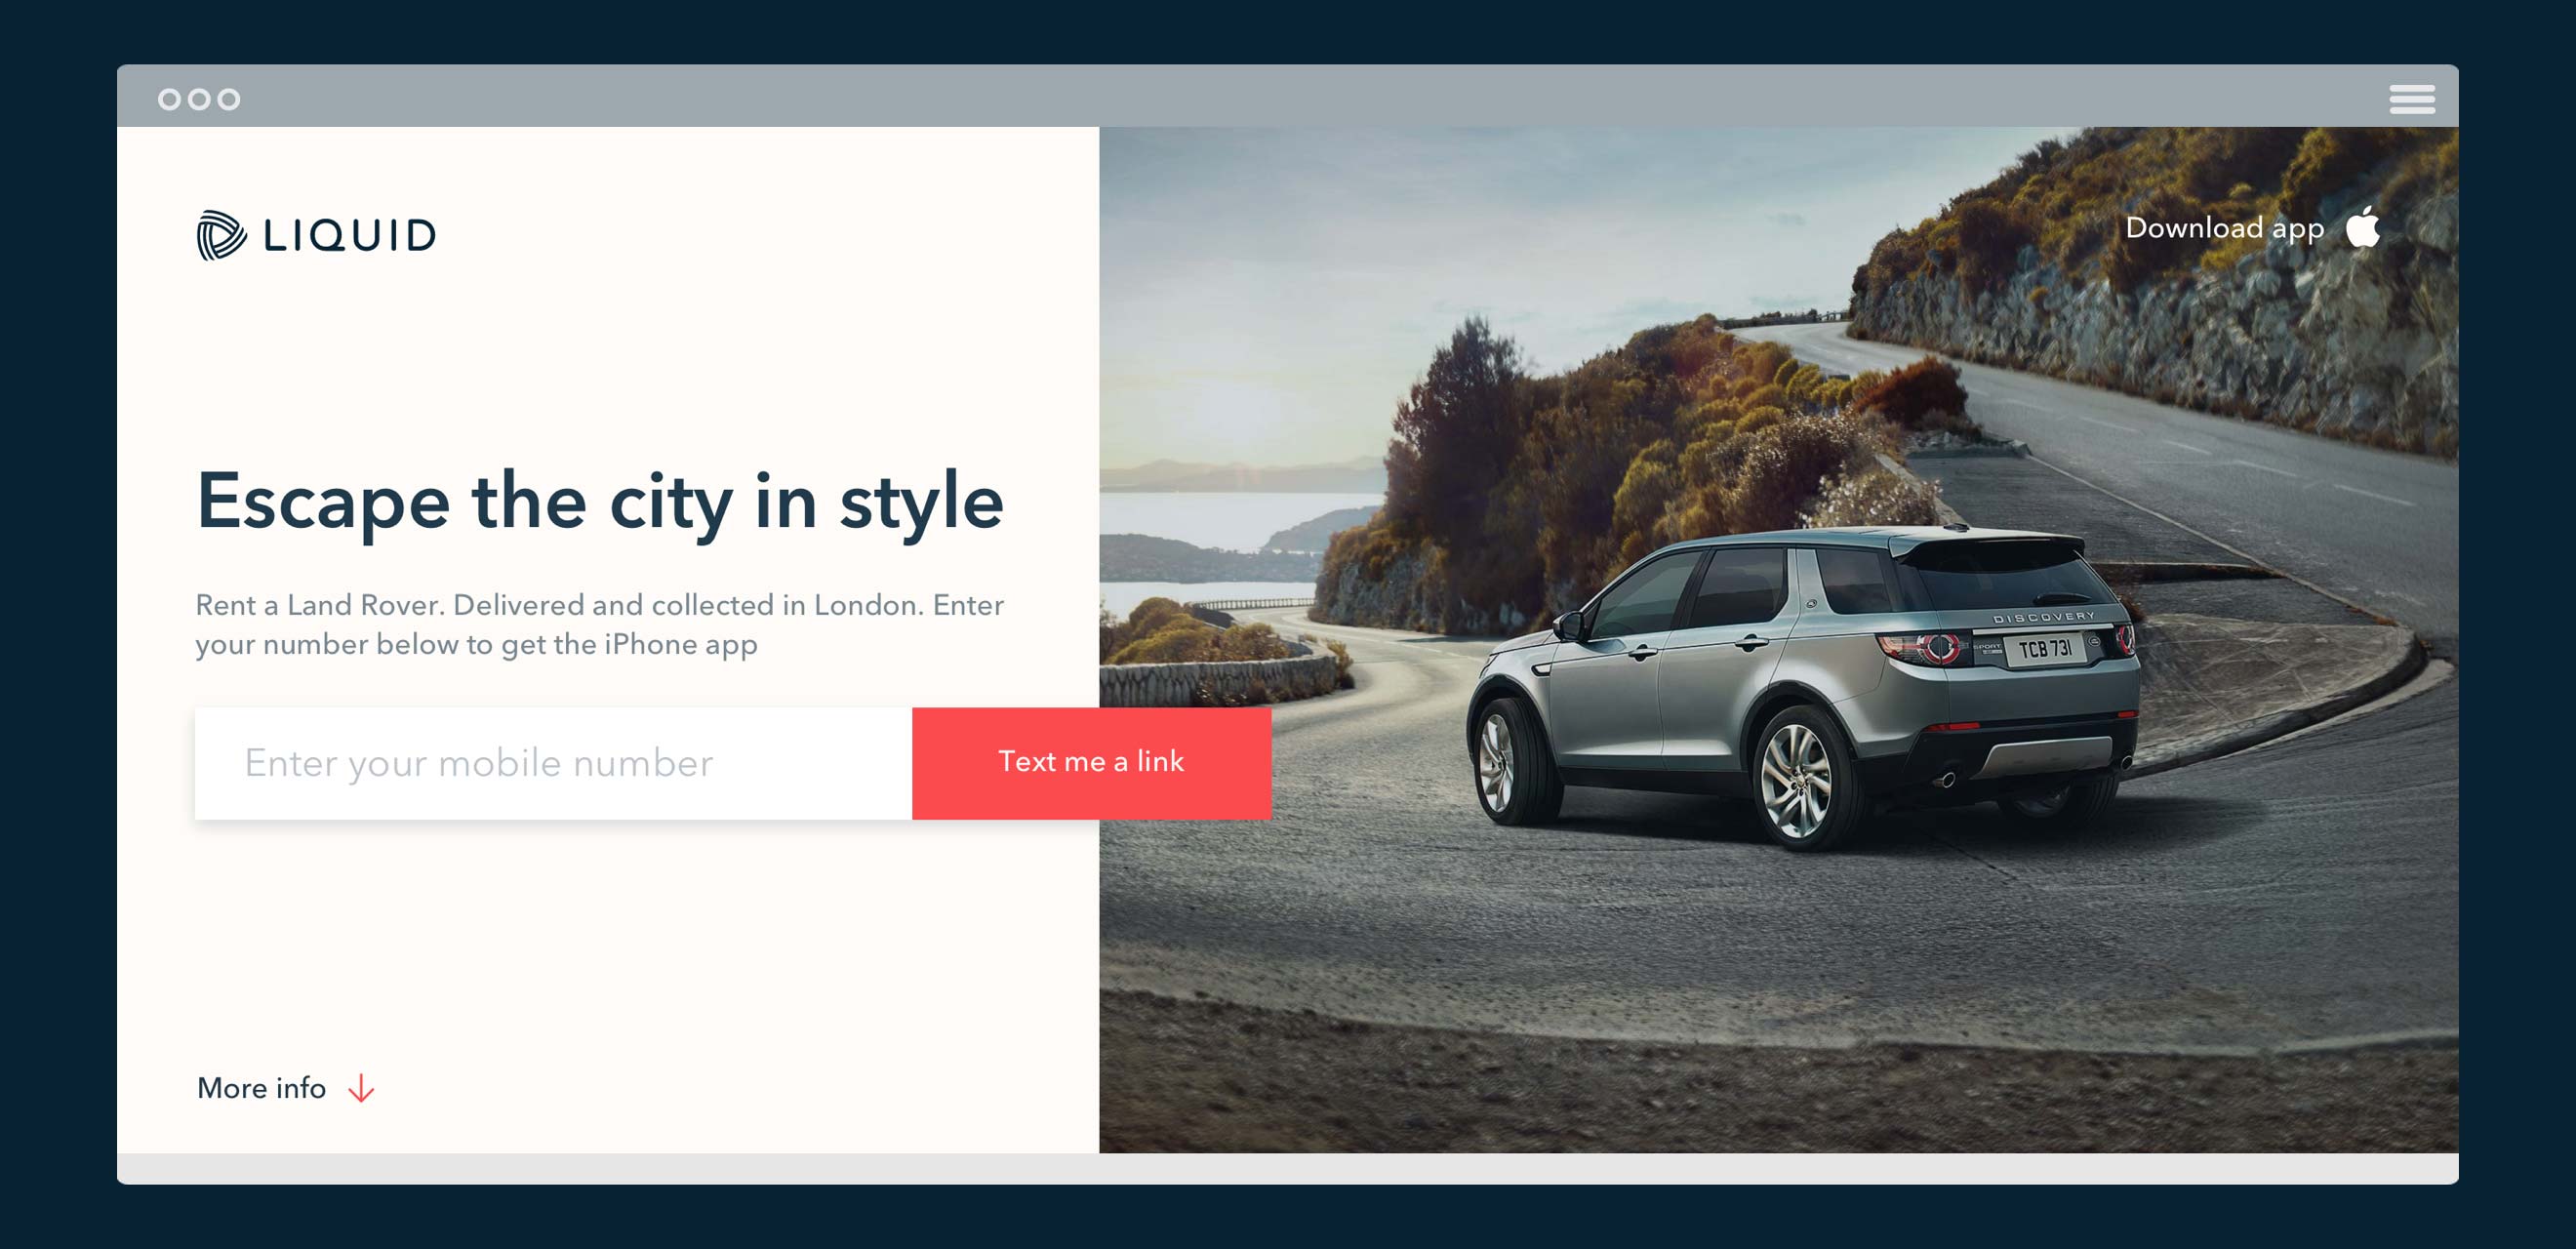 LIQUID
Download app
Escape the city in style
Rent a Land Rover. Delivered and collected in London. Enter
your number below to get the iPhone app
Enter your mobile number
Text me a link
More info
DISCOVERY
SPORT
TCB 731